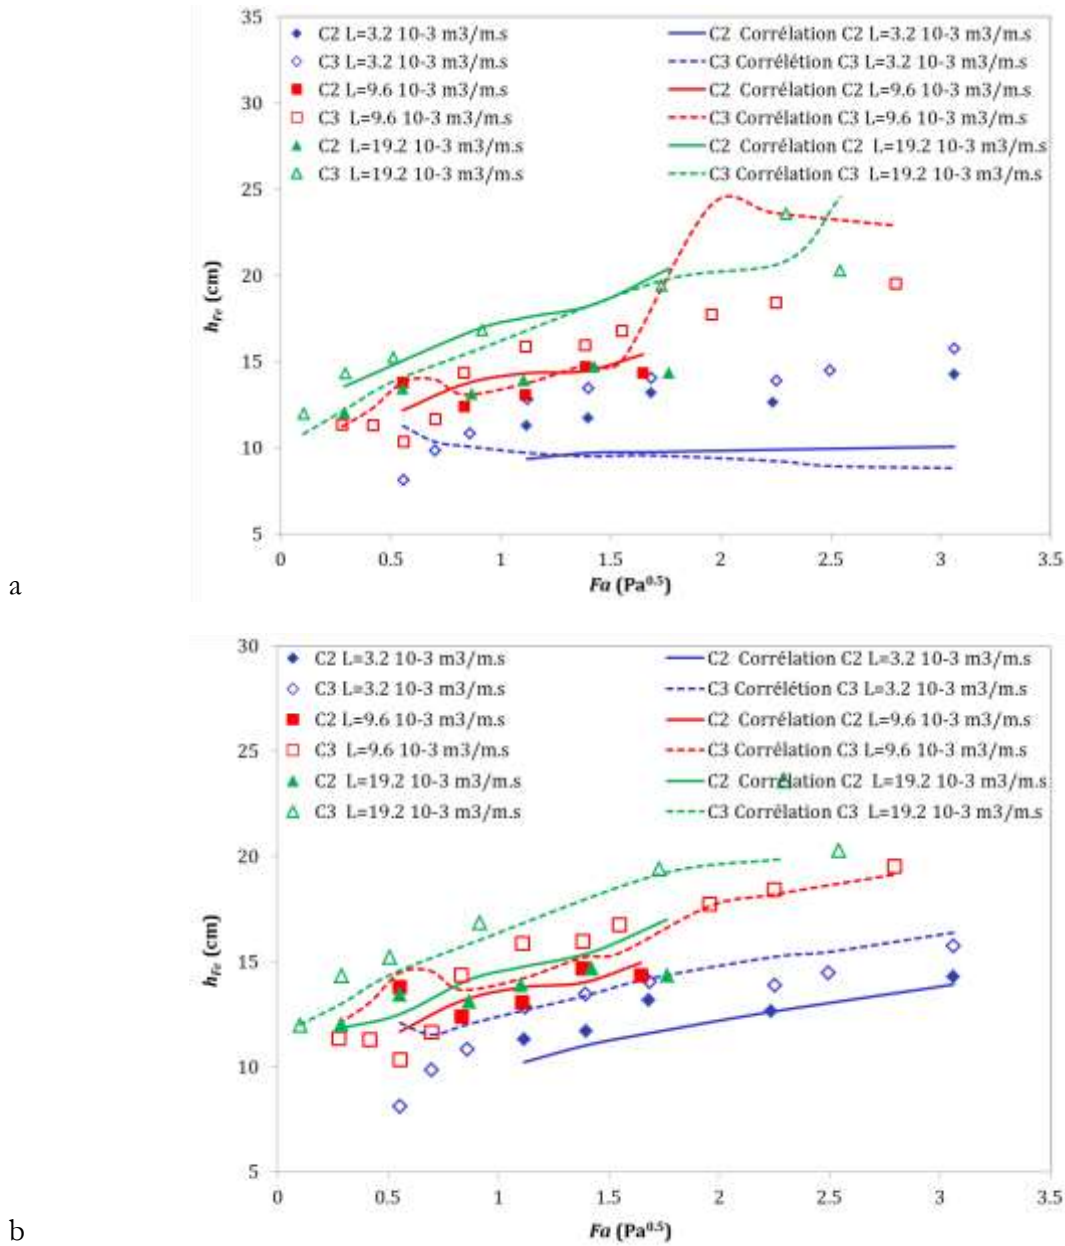 35
30
25
20
15
10
5
h_Fe (cm)
C2 L=3.2 10-3 m3/m.s
C3 L=3.2 10-3 m3/m.s
C2 L=9.6 10-3 m3/m.s
C3 L=9.6 10-3 m3/m.s
C2 L=19.2 10-3 m3/m.s
C3 L=19.2 10-3 m3/m.s
C2 Corrélation C2 L=3.2 10-3 m3/m.s
C3 Corrélétion C3 L=3.2 10-3 m3/m.s
C2 Corrélation C2 L=9.6 10-3 m3/m.s
C3 Corrélation C3 L=9.6 10-3 m3/m.s
C2 Corrélation C2 L=19.2 10-3 m3/m.s
C3 Corrélation C3 L=19.2 10-3 m3/m.s
0 0.5 1 1.5 2 2.5 3 3.5
Fa (Pa^0.5)
a
30
25
20
15
10
5
h_Fe (cm)
C2 L=3.2 10-3 m3/m.s
C3 L=3.2 10-3 m3/m.s
C2 L=9.6 10-3 m3/m.s
C3 L=9.6 10-3 m3/m.s
C2 L=19.2 10-3 m3/m.s
C3 L=19.2 10-3 m3/m.s
C2 Corrélation C2 L=3.2 10-3 m3/m.s
C3 Corrélétion C3 L=3.2 10-3 m3/m.s
C2 Corrélation C2 L=9.6 10-3 m3/m.s
C3 Corrélation C3 L=9.6 10-3 m3/m.s
C2 Corrélation C2 L=19.2 10-3 m3/m.s
C3 Corrélation C3 L=19.2 10-3 m3/m.s
0 0.5 1 1.5 2 2.5 3 3.5
Fa (Pa^0.5)
b